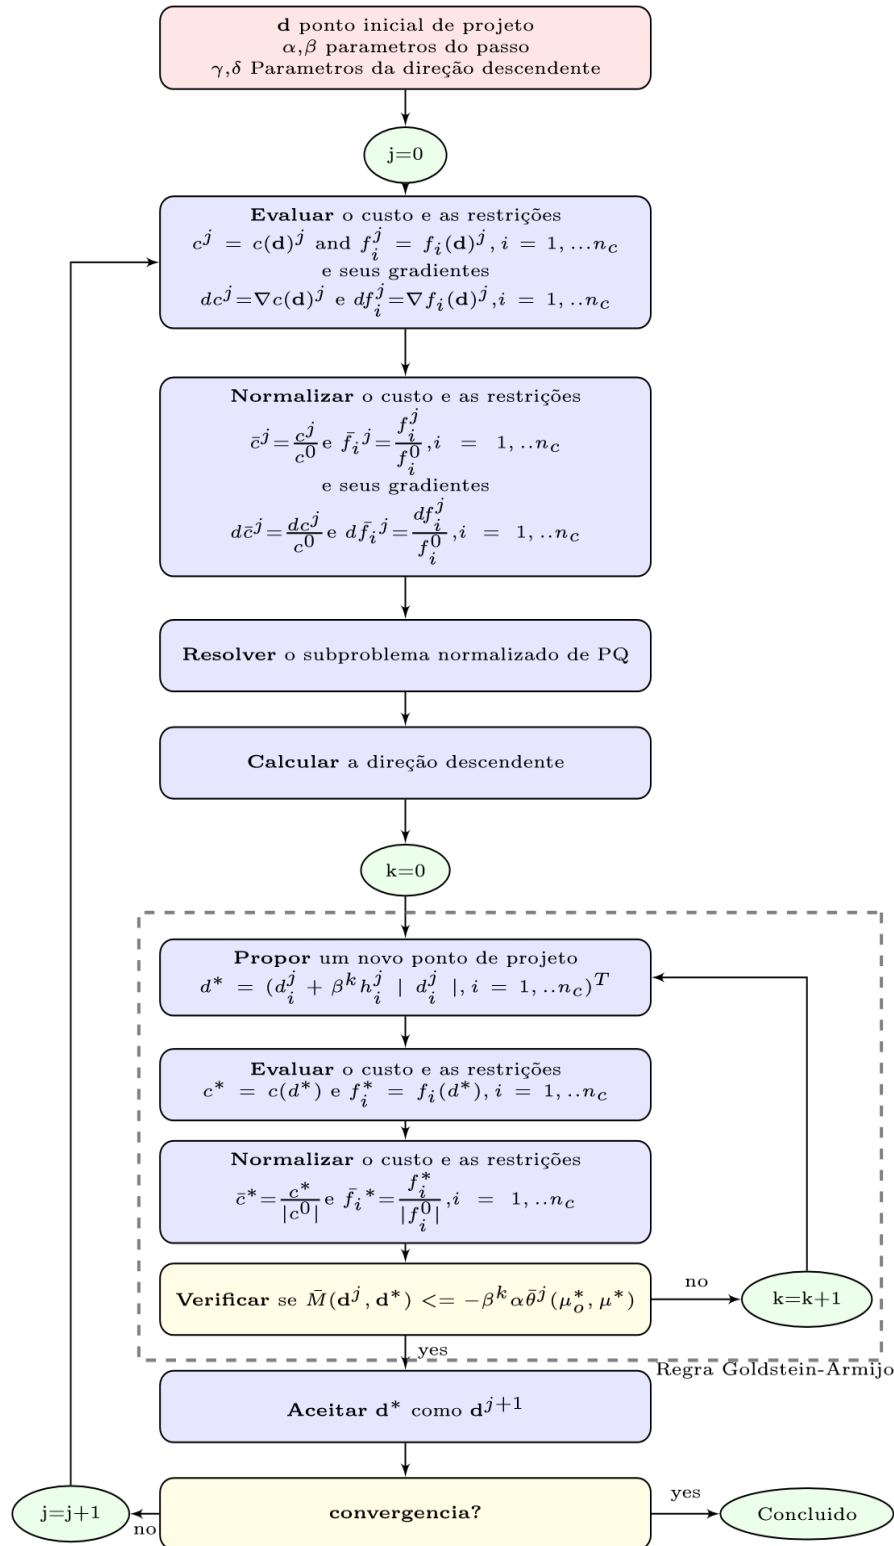 d ponto inicial de projeto
α,β parametros do passo
γ,δ Parametros da direção descendente
j=0
Evaluar o custo e as restrições
c^j = c(d)^j and f_i^j = f_i(d)^j, i = 1, ...n_c
e seus gradientes
dc^j=∇c(d)^j e df_i^j=∇f_i(d)^j,i = 1, ..n_c
Normalizar o custo e as restrições
c̄^j=c^j/c^0 e f̄_i^j=f_i^j/f_i^0,i = 1, ..n_c
e seus gradientes
dc̄^j=dc^j/c^0 e df̄_i^j=df_i^j/f_i^0,i = 1, ..n_c
Resolver o subproblema normalizado de PQ
Calcular a direção descendente
k=0
Propor um novo ponto de projeto
d* = (d_i^j + β^k h_i^j | d_i^j |, i = 1, ..n_c)^T
Evaluar o custo e as restrições
c* = c(d*) e f_i^* = f_i(d*), i = 1, ..n_c
Normalizar o custo e as restrições
c̄*=c*/|c^0| e f̄_i*=f_i^*/|f_i^0|,i = 1, ..n_c
Verificar se M̄(d^j, d*) <= −β^k αθ̄^j(μ_o^*, μ*)
no
k=k+1
yes
Regra Goldstein-Armijo
Aceitar d* como d^{j+1}
convergencia?
yes
Concluido
no
j=j+1